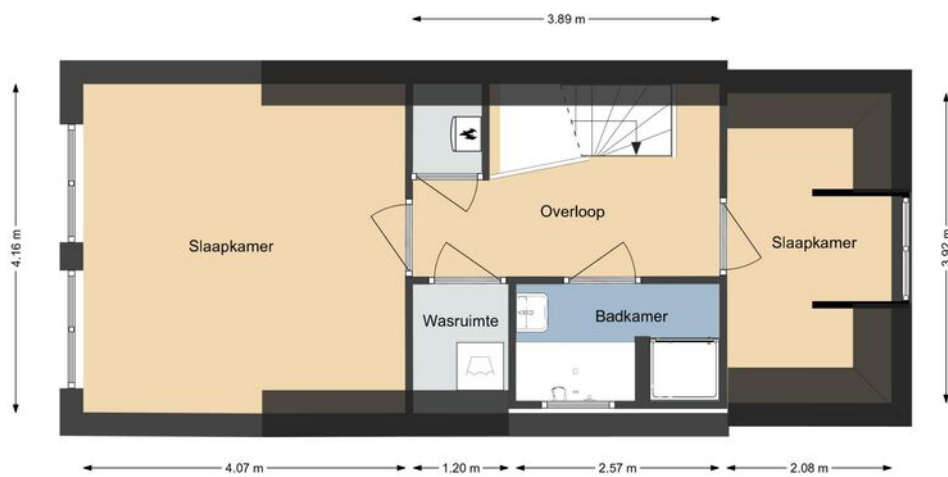 3.89 m
4.16 m
Slaapkamer
Overloop
Slaapkamer
3.92 m
Wasruimte
Badkamer
4.07 m
1.20 m
2.57 m
2.08 m